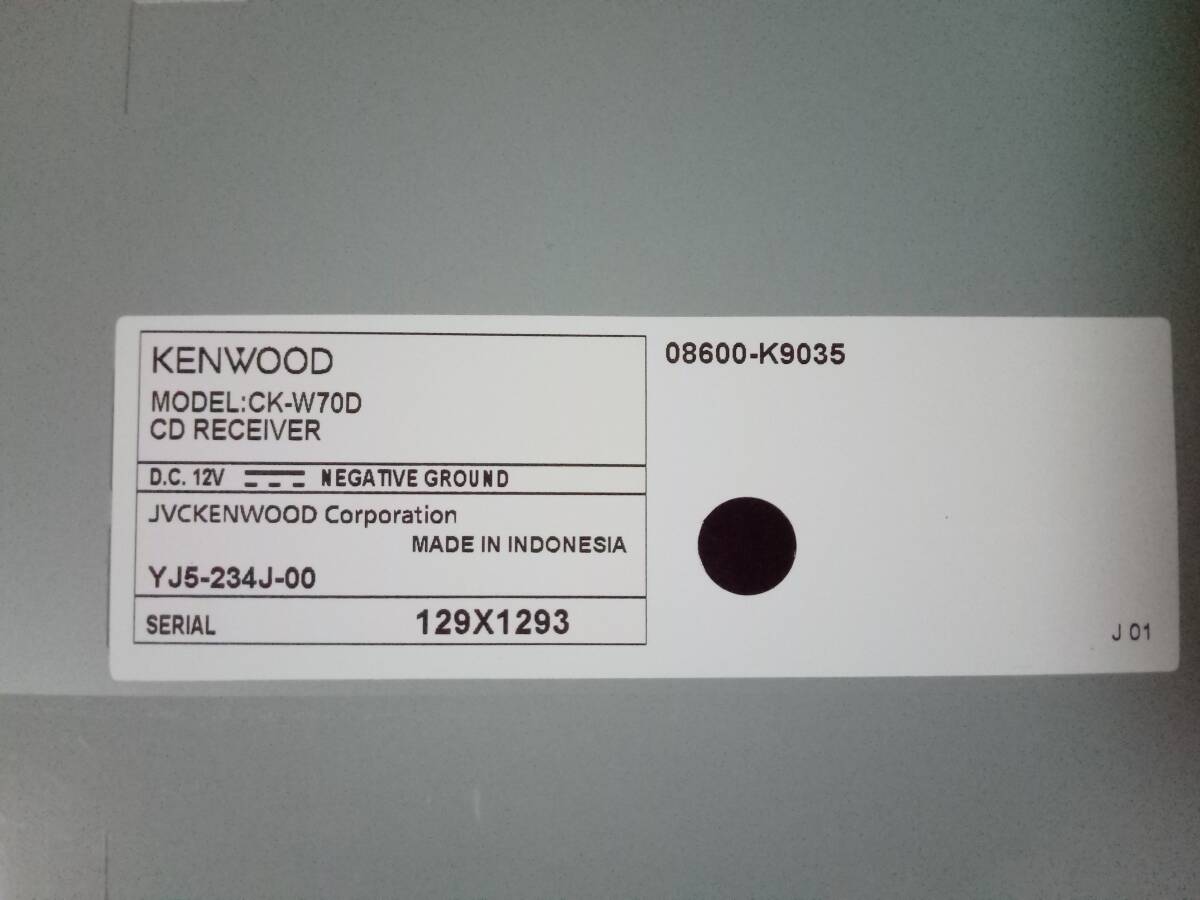 KENWOOD
MODEL:CK-W70D
CD RECEIVER
D.C. 12V NEGATIVE GROUND
JVCKENWOOD Corporation
MADE IN INDONESIA
YJ5-234J-00
SERIAL 129X1293
08600-K9035
J 01